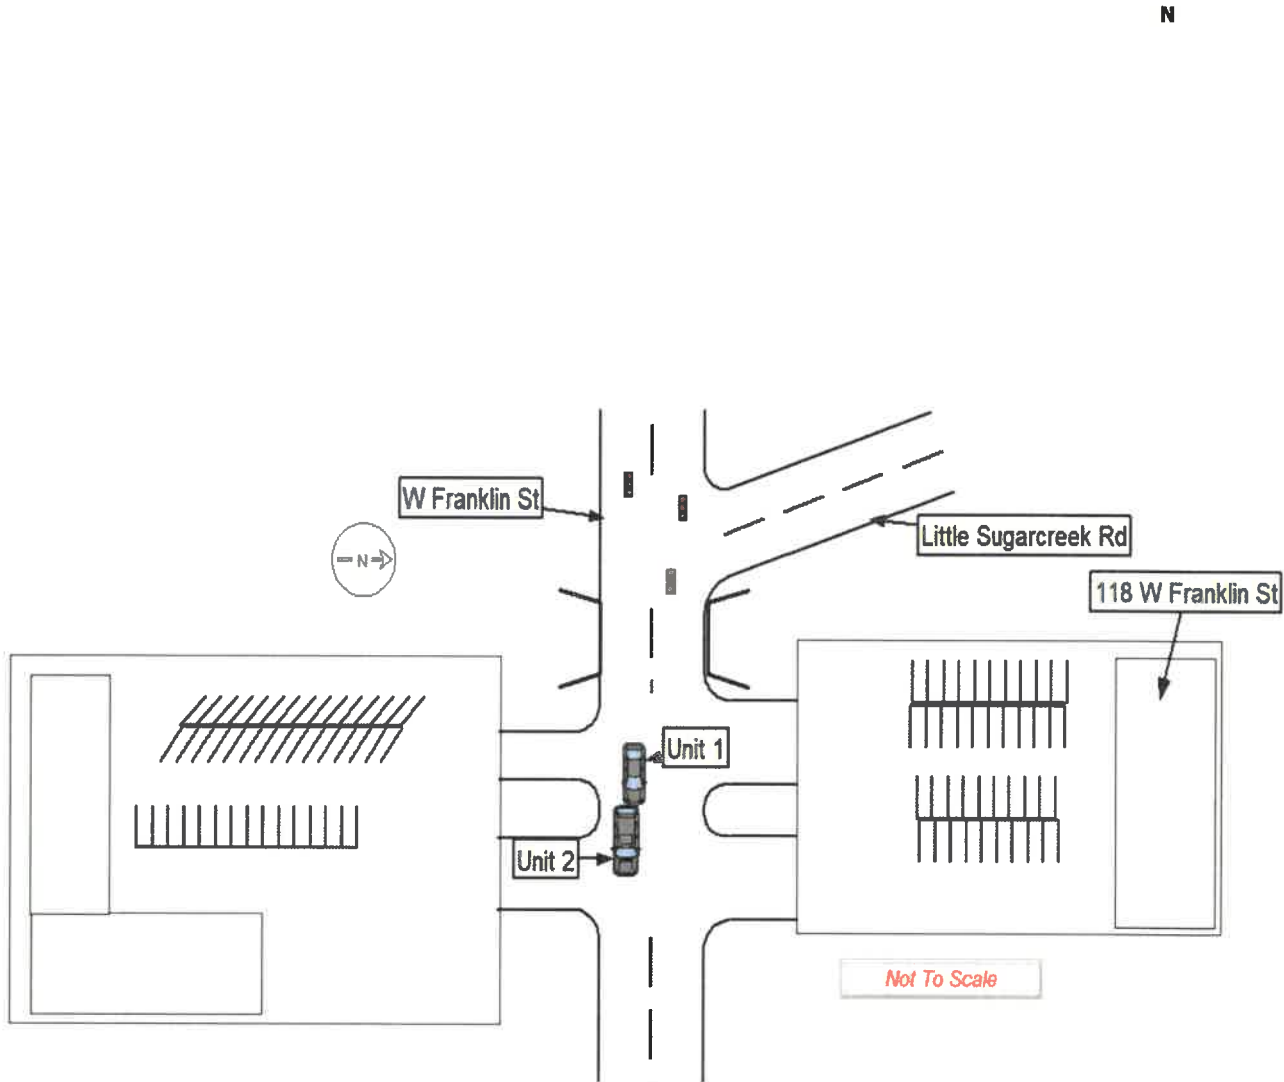 N
W Franklin St
Little Sugarcreek Rd
N
118 W Franklin St
Unit 1
Unit 2
Not To Scale